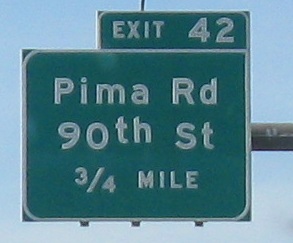 EXIT 42
Pima Rd
90th St
3/4 MILE